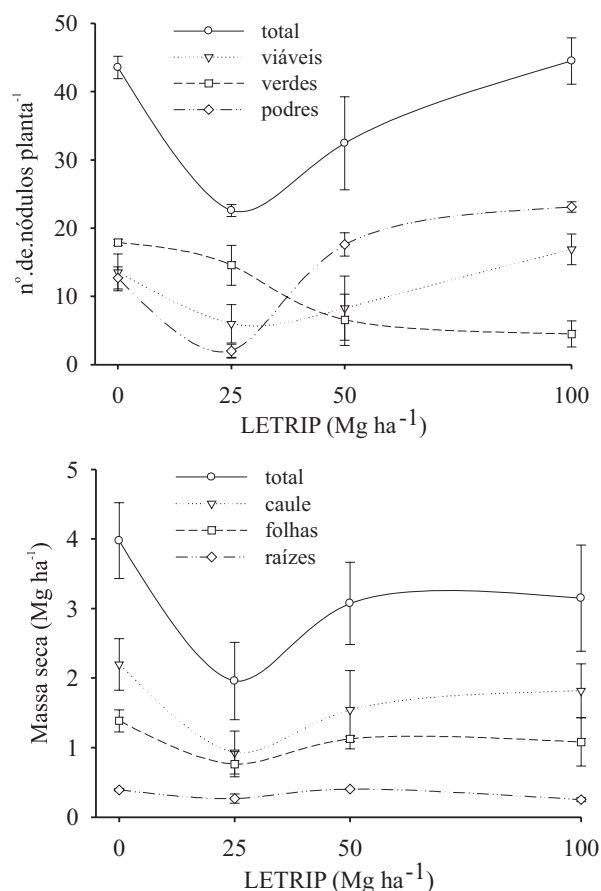 total
viáveis
verdes
podres
nº.de.nódulos planta-1
50
40
30
20
10
0
0 25 50 100
LETRIP (Mg ha-1)
total
caule
folhas
raízes
Massa seca (Mg ha-1)
5
4
3
2
1
0
0 25 50 100
LETRIP (Mg ha-1)